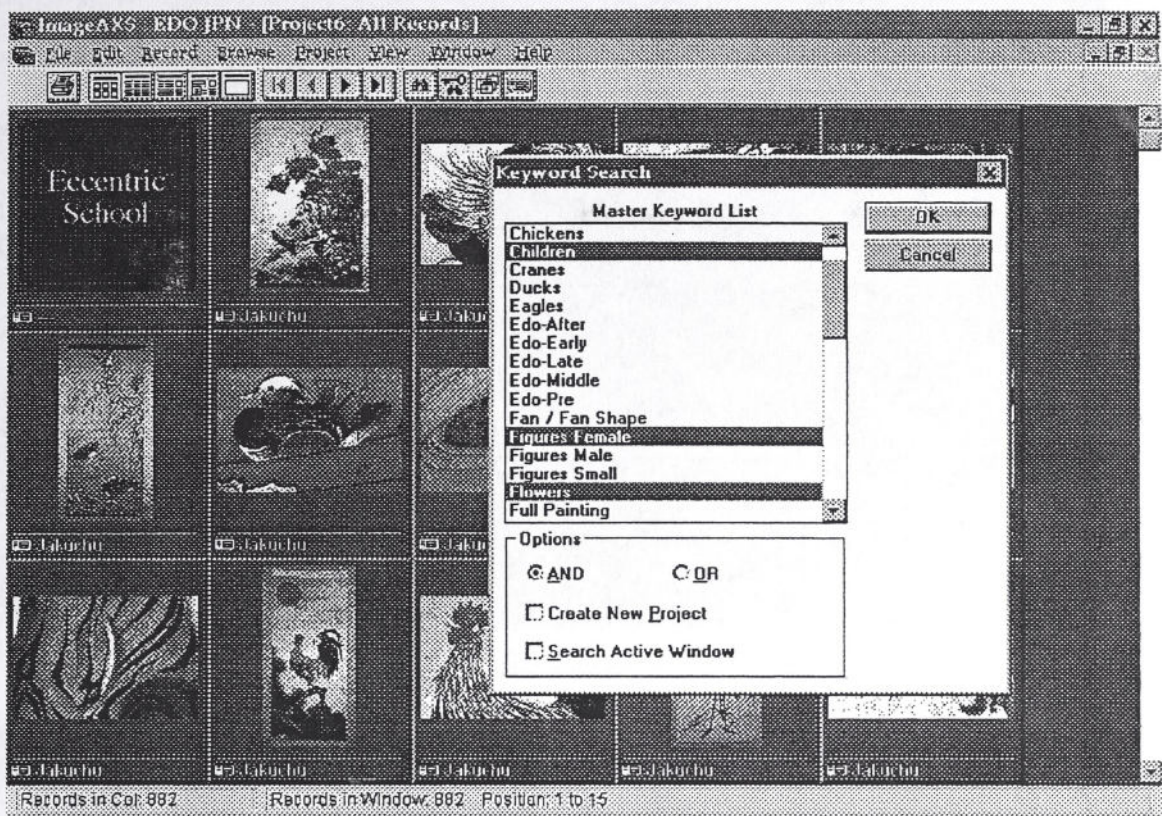 ImageAXS - EDO JPN - [Project6: All Records]
File Edit Record Browse Project View Window Help
Eccentric
School
Jakuchu
Jakuchu
Keyword Search
Master Keyword List
Chickens
Children
Cranes
Ducks
Eagles
Edo-After
Edo-Early
Edo-Late
Edo-Middle
Edo-Pre
Fan / Fan Shape
Figures Female
Figures Male
Figures Small
Flowers
Full Painting
OK
Cancel
Options
AND OR
Create New Project
Search Active Window
Jakuchu Jakuchu Jakuchu
Jakuchu Jakuchu Jakuchu Jakuchu Jakuchu
Records in Col: 882 Records in Window: 882 Position: 1 to 15